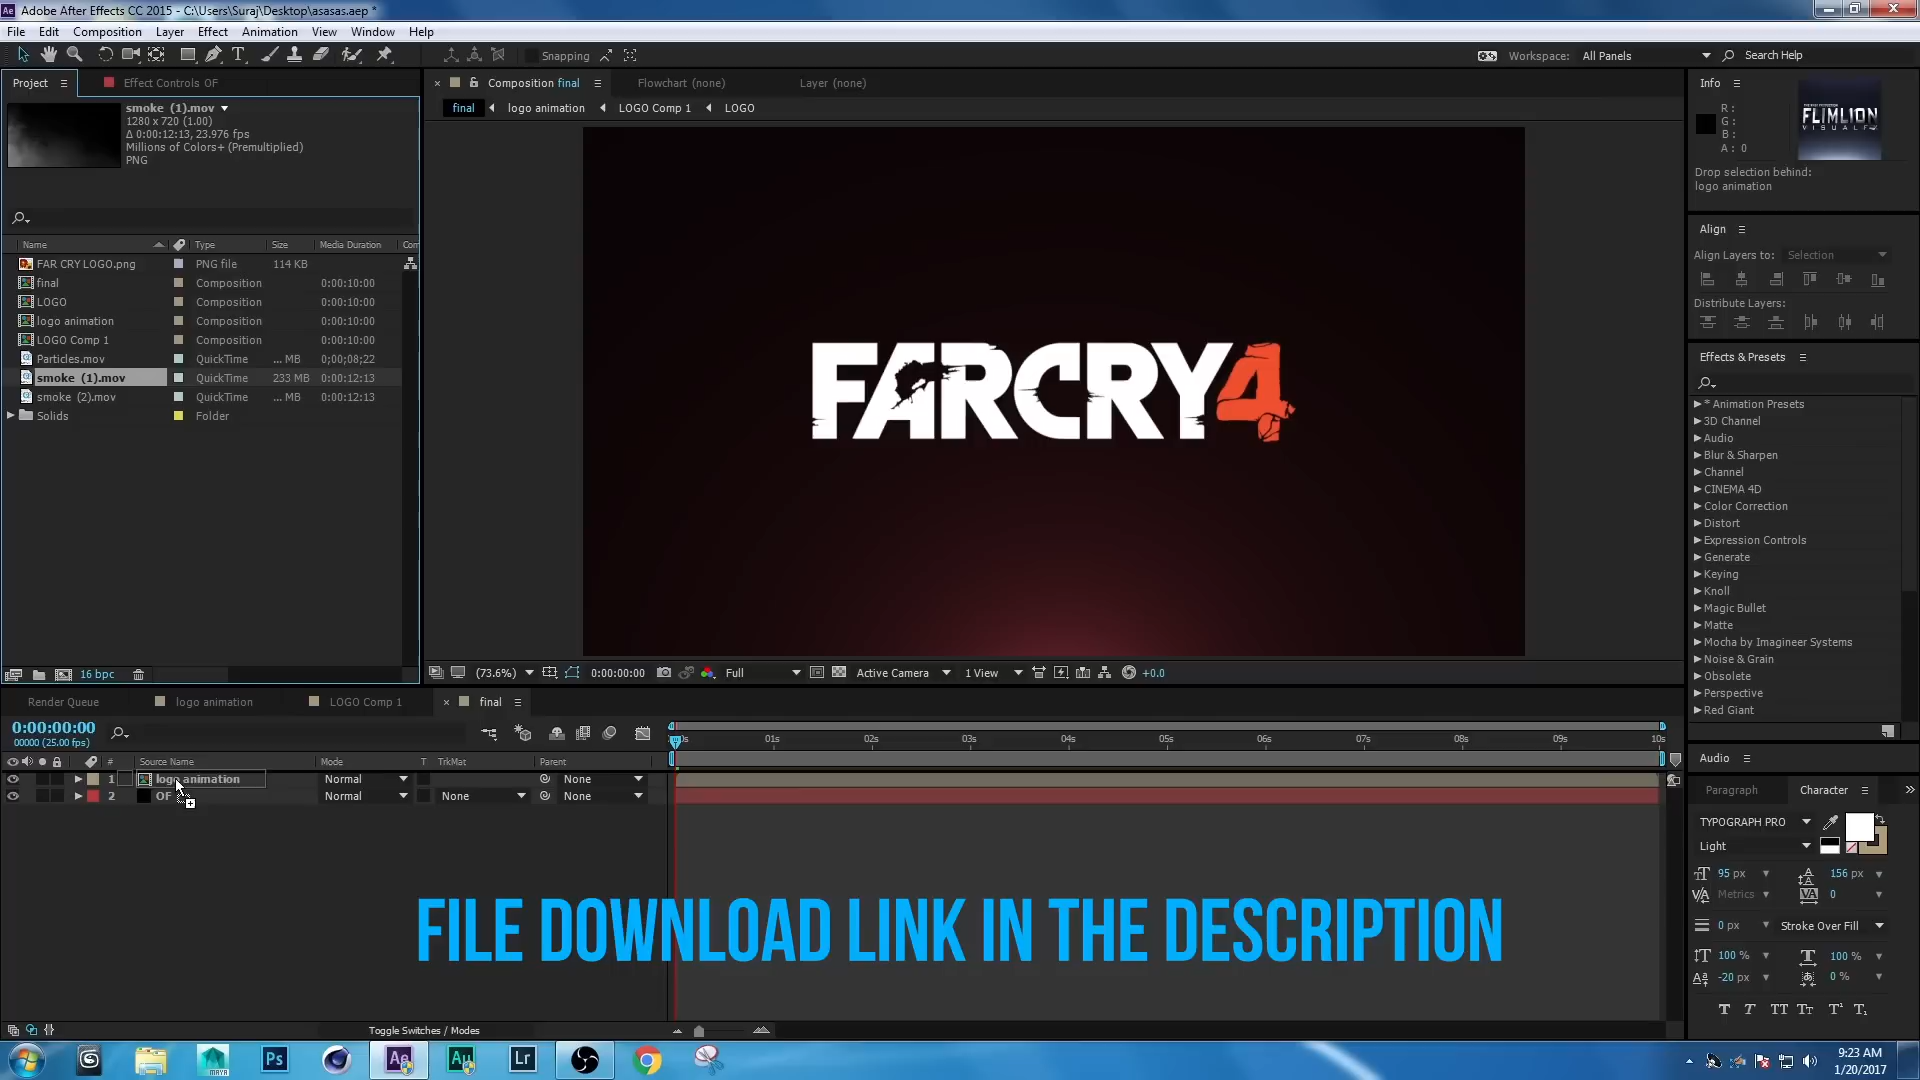 Adobe After Effects CC 2015 - C:\Users\Suraj\Desktop\asasas.aep *
File Edit Composition Layer Effect Animation View Window Help
Snapping
Workspace: All Panels
Search Help
Project
Effect Controls OF
smoke (1).mov
1280 x 720 (1.00)
Δ 0:00:12:13, 23.976 fps
Millions of Colors+ (Premultiplied)
PNG
Name Type Size Media Duration Com
FAR CRY LOGO.png PNG file 114 KB
final Composition 0:00:10:00
LOGO Composition 0:00:10:00
logo animation Composition 0:00:10:00
LOGO Comp 1 Composition 0:00:10:00
Particles.mov QuickTime ... MB 0;00;08;22
smoke (1).mov QuickTime 233 MB 0:00:12:13
smoke (2).mov QuickTime ... MB 0:00:12:13
Solids Folder
16 bpc
Composition final
Flowchart (none)
Layer (none)
final logo animation LOGO Comp 1 LOGO
FARCRY4
(73.6%) 0:00:00:00 Full Active Camera 1 View +0.0
Info
R :
G :
B :
A : 0
FLIMLION
VISUALFX
Drop selection behind:
logo animation
Align
Align Layers to: Selection
Distribute Layers:
Effects & Presets
* Animation Presets
3D Channel
Audio
Blur & Sharpen
Channel
CINEMA 4D
Color Correction
Distort
Expression Controls
Generate
Keying
Knoll
Magic Bullet
Matte
Mocha by Imagineer Systems
Noise & Grain
Obsolete
Perspective
Red Giant
Audio
Paragraph Character
TYPOGRAPH PRO
Light
95 px 156 px
Metrics 0
0 px Stroke Over Fill
100 % 100 %
-20 px 0 %
Render Queue logo animation LOGO Comp 1 final
0:00:00:00
00000 (25.00 fps)
01s 02s 03s 04s 05s 06s 07s 08s 09s 10s
# Source Name Mode T TrkMat Parent
1 logo animation Normal None
2 OF Normal None None
FILE DOWNLOAD LINK IN THE DESCRIPTION
Toggle Switches / Modes
MAYA Ps Ae Au Lr
9:23 AM
1/20/2017